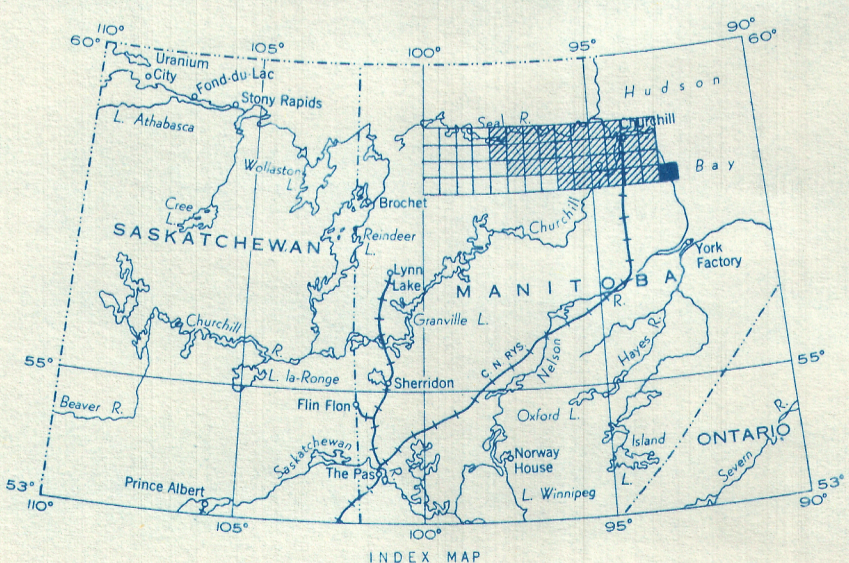 110°
105°
100°
95°
90°
60°
60°
Uranium
City
Fond-du-Lac
Stony Rapids
L. Athabasca
Hudson
Bay
Seal R.
Churchill
Wollaston
L.
Cree
L.
Brochet
Reindeer
L.
Churchill
SASKATCHEWAN
MANITOBA
York
Factory
Lynn
Lake
Granville L.
R.
Churchill
R.
C N RYS.
Nelson
Hayes R.
55°
55°
L. la-Ronge
Sherridon
Beaver R.
Flin Flon
Oxford L.
Island
L.
ONTARIO
Severn R.
Saskatchewan
R.
The Pas
Norway
House
L. Winnipeg
Prince Albert
53°
53°
110°
105°
100°
95°
90°
INDEX MAP